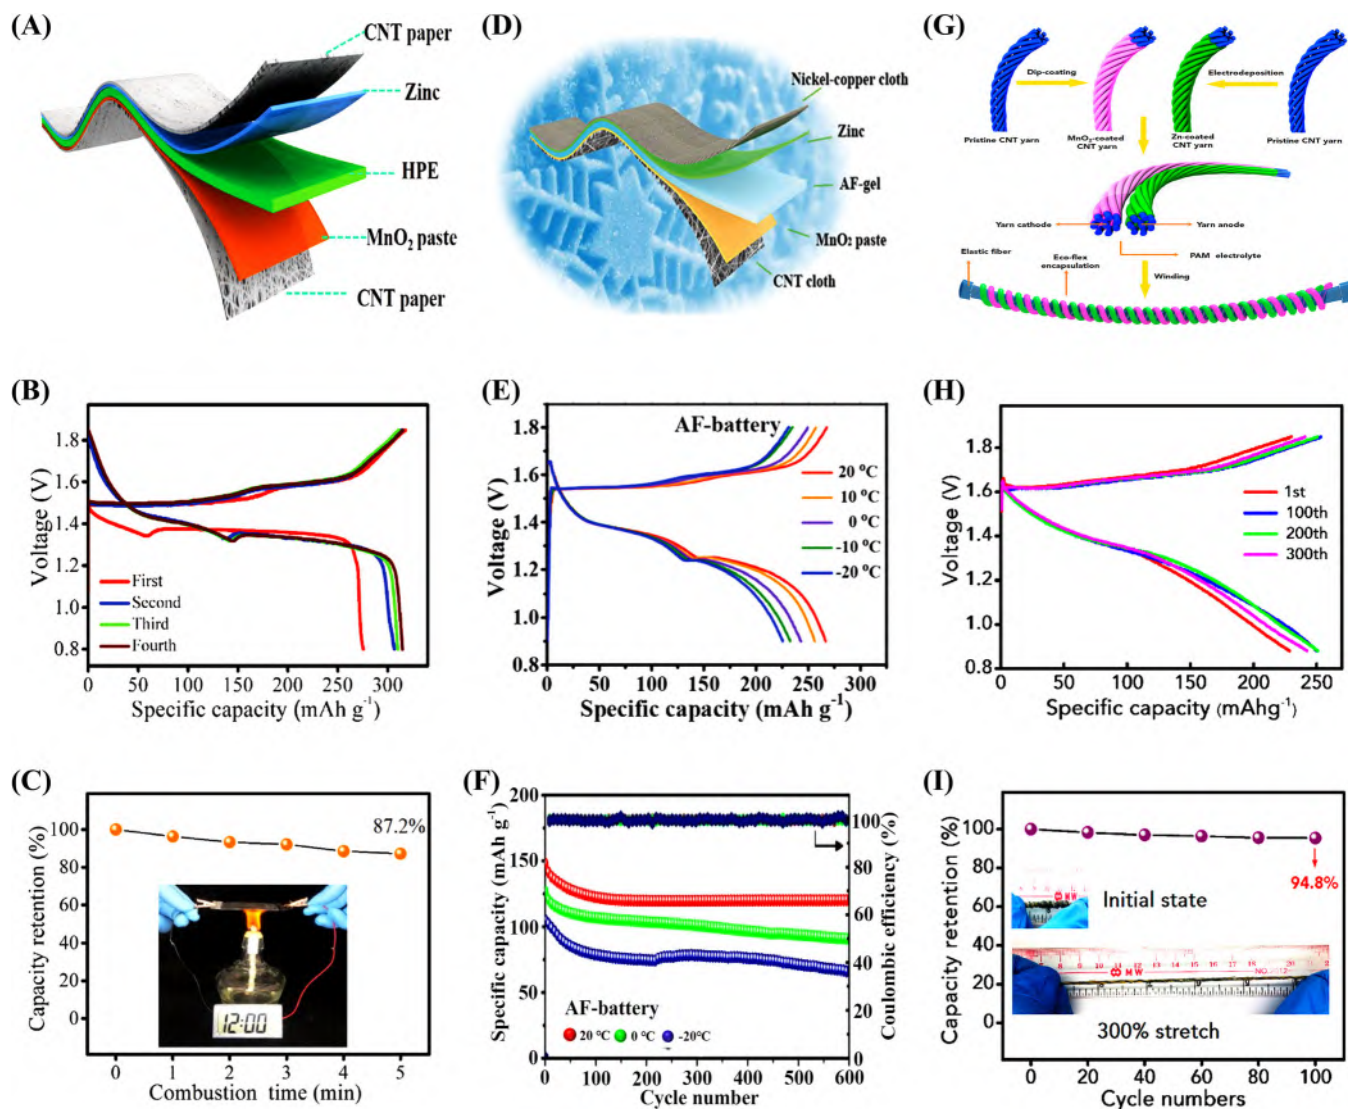 (A)
CNT paper
Zinc
HPE
MnO₂ paste
CNT paper
(D)
Nickel-copper cloth
Zinc
AF-gel
MnO₂ paste
CNT cloth
(G)
Dip-coating
Electrodeposition
Pristine CNT yarn
MnO₂-coated
CNT yarn
Zn-coated
CNT yarn
Pristine CNT yarn
Yarn cathode
Yarn anode
Elastic fiber
Eco-flex
encapsulation
PAM electrolyte
Winding
(B)
Voltage (V)
1.8
1.6
1.4
1.2
1.0
0.8
First
Second
Third
Fourth
0 50 100 150 200 250 300
Specific capacity (mAh g⁻¹)
(E)
AF-battery
Voltage (V)
1.8
1.6
1.4
1.2
1.0
0.8
20 °C
10 °C
0 °C
-10 °C
-20 °C
0 50 100 150 200 250 300
Specific capacity (mAh g⁻¹)
(H)
Voltage (V)
1.8
1.6
1.4
1.2
1.0
0.8
1st
100th
200th
300th
0 50 100 150 200 250
Specific capacity (mAhg⁻¹)
(C)
Capacity retention (%)
100
80
60
40
20
0
87.2%
12:00
0 1 2 3 4 5
Combustion time (min)
(F)
Specific capacity (mAh g⁻¹)
200
150
100
75
50
0
AF-battery
20 °C 0 °C -20°C
Coulombic efficiency (%)
100
80
60
40
20
0
0 100 200 300 400 500 600
Cycle number
(I)
Capacity retention (%)
100
80
60
40
20
0
94.8%
Initial state
MW
300% stretch
0 20 40 60 80 100
Cycle numbers